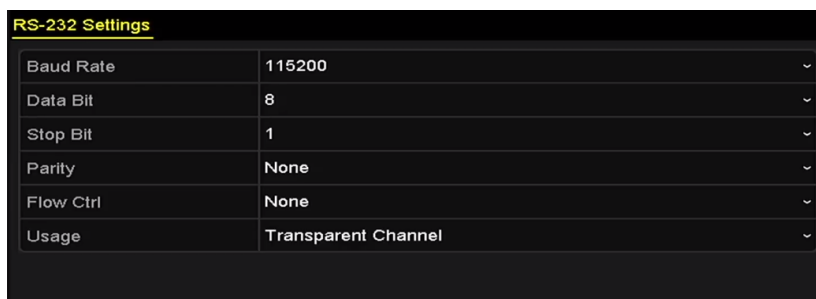 RS-232 Settings
Baud Rate 115200
Data Bit 8
Stop Bit 1
Parity None
Flow Ctrl None
Usage Transparent Channel